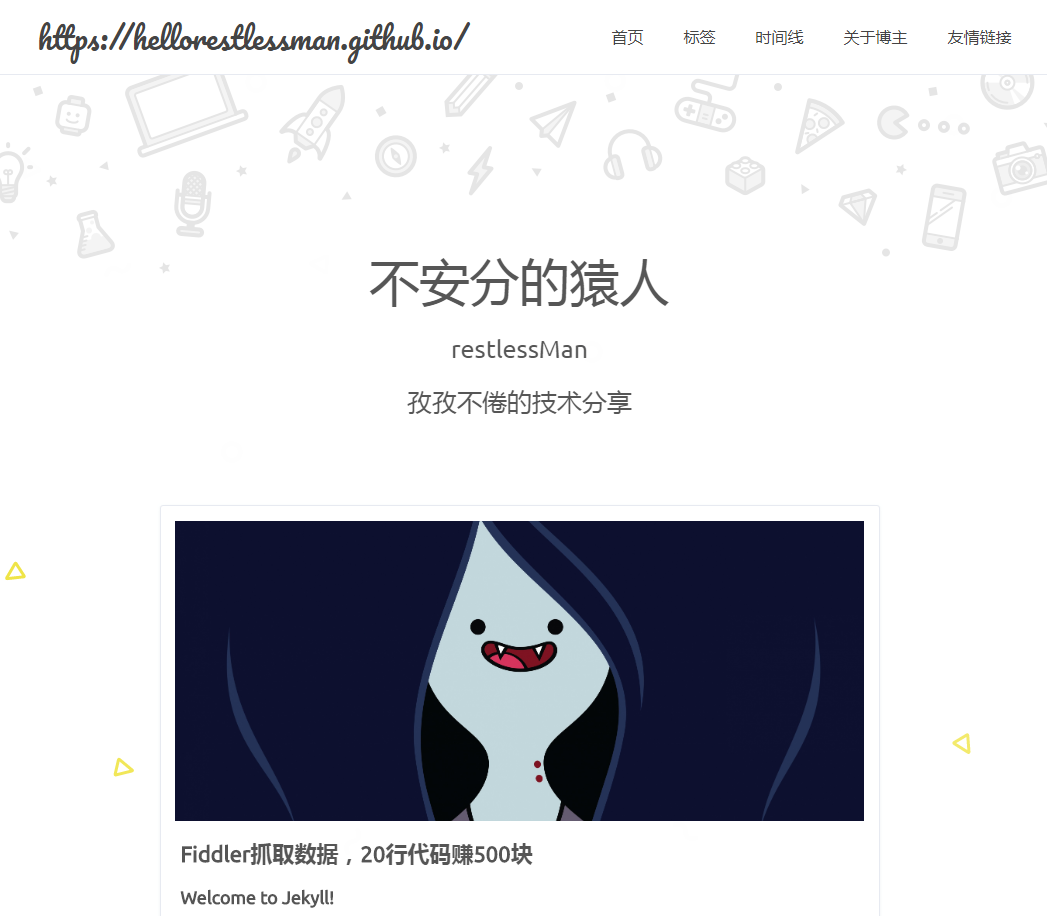 https://hellorestlessman.github.io/
首页 标签 时间线 关于博主 友情链接
不安分的猿人
restlessMan
孜孜不倦的技术分享
Fiddler抓取数据，20行代码赚500块
Welcome to Jekyll!